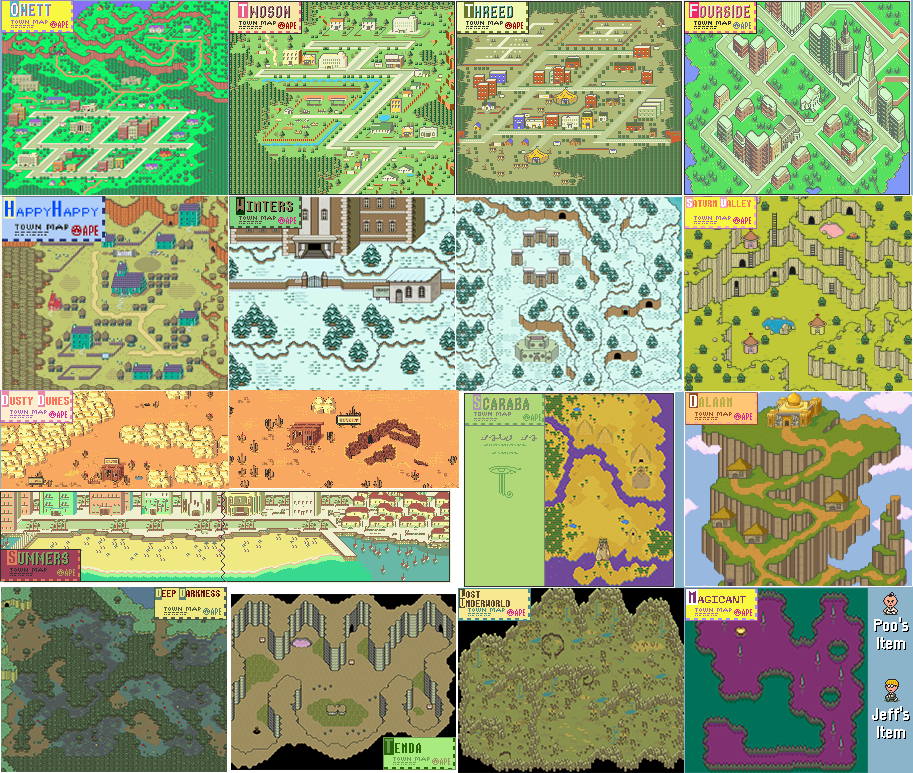 ONETT
TOWN MAP APE
TWOSON
TOWN MAP APE
THREED
TOWN MAP APE
FOURSIDE
TOWN MAP APE
HAPPYHAPPY
TOWN MAP APE
WINTERS
TOWN MAP APE
SATURN VALLEY
TOWN MAP APE
DUSTY DUNES
TOWN MAP APE
SCARABA
TOWN MAP APE
DALAAM
TOWN MAP APE
SUMMERS
TOWN MAP APE
DEEP DARKNESS
TOWN MAP APE
TENDA
TOWN MAP APE
LOST
UNDERWORLD
TOWN MAP APE
MAGICANT
TOWN MAP APE
Poo's
Item
Jeff's
Item